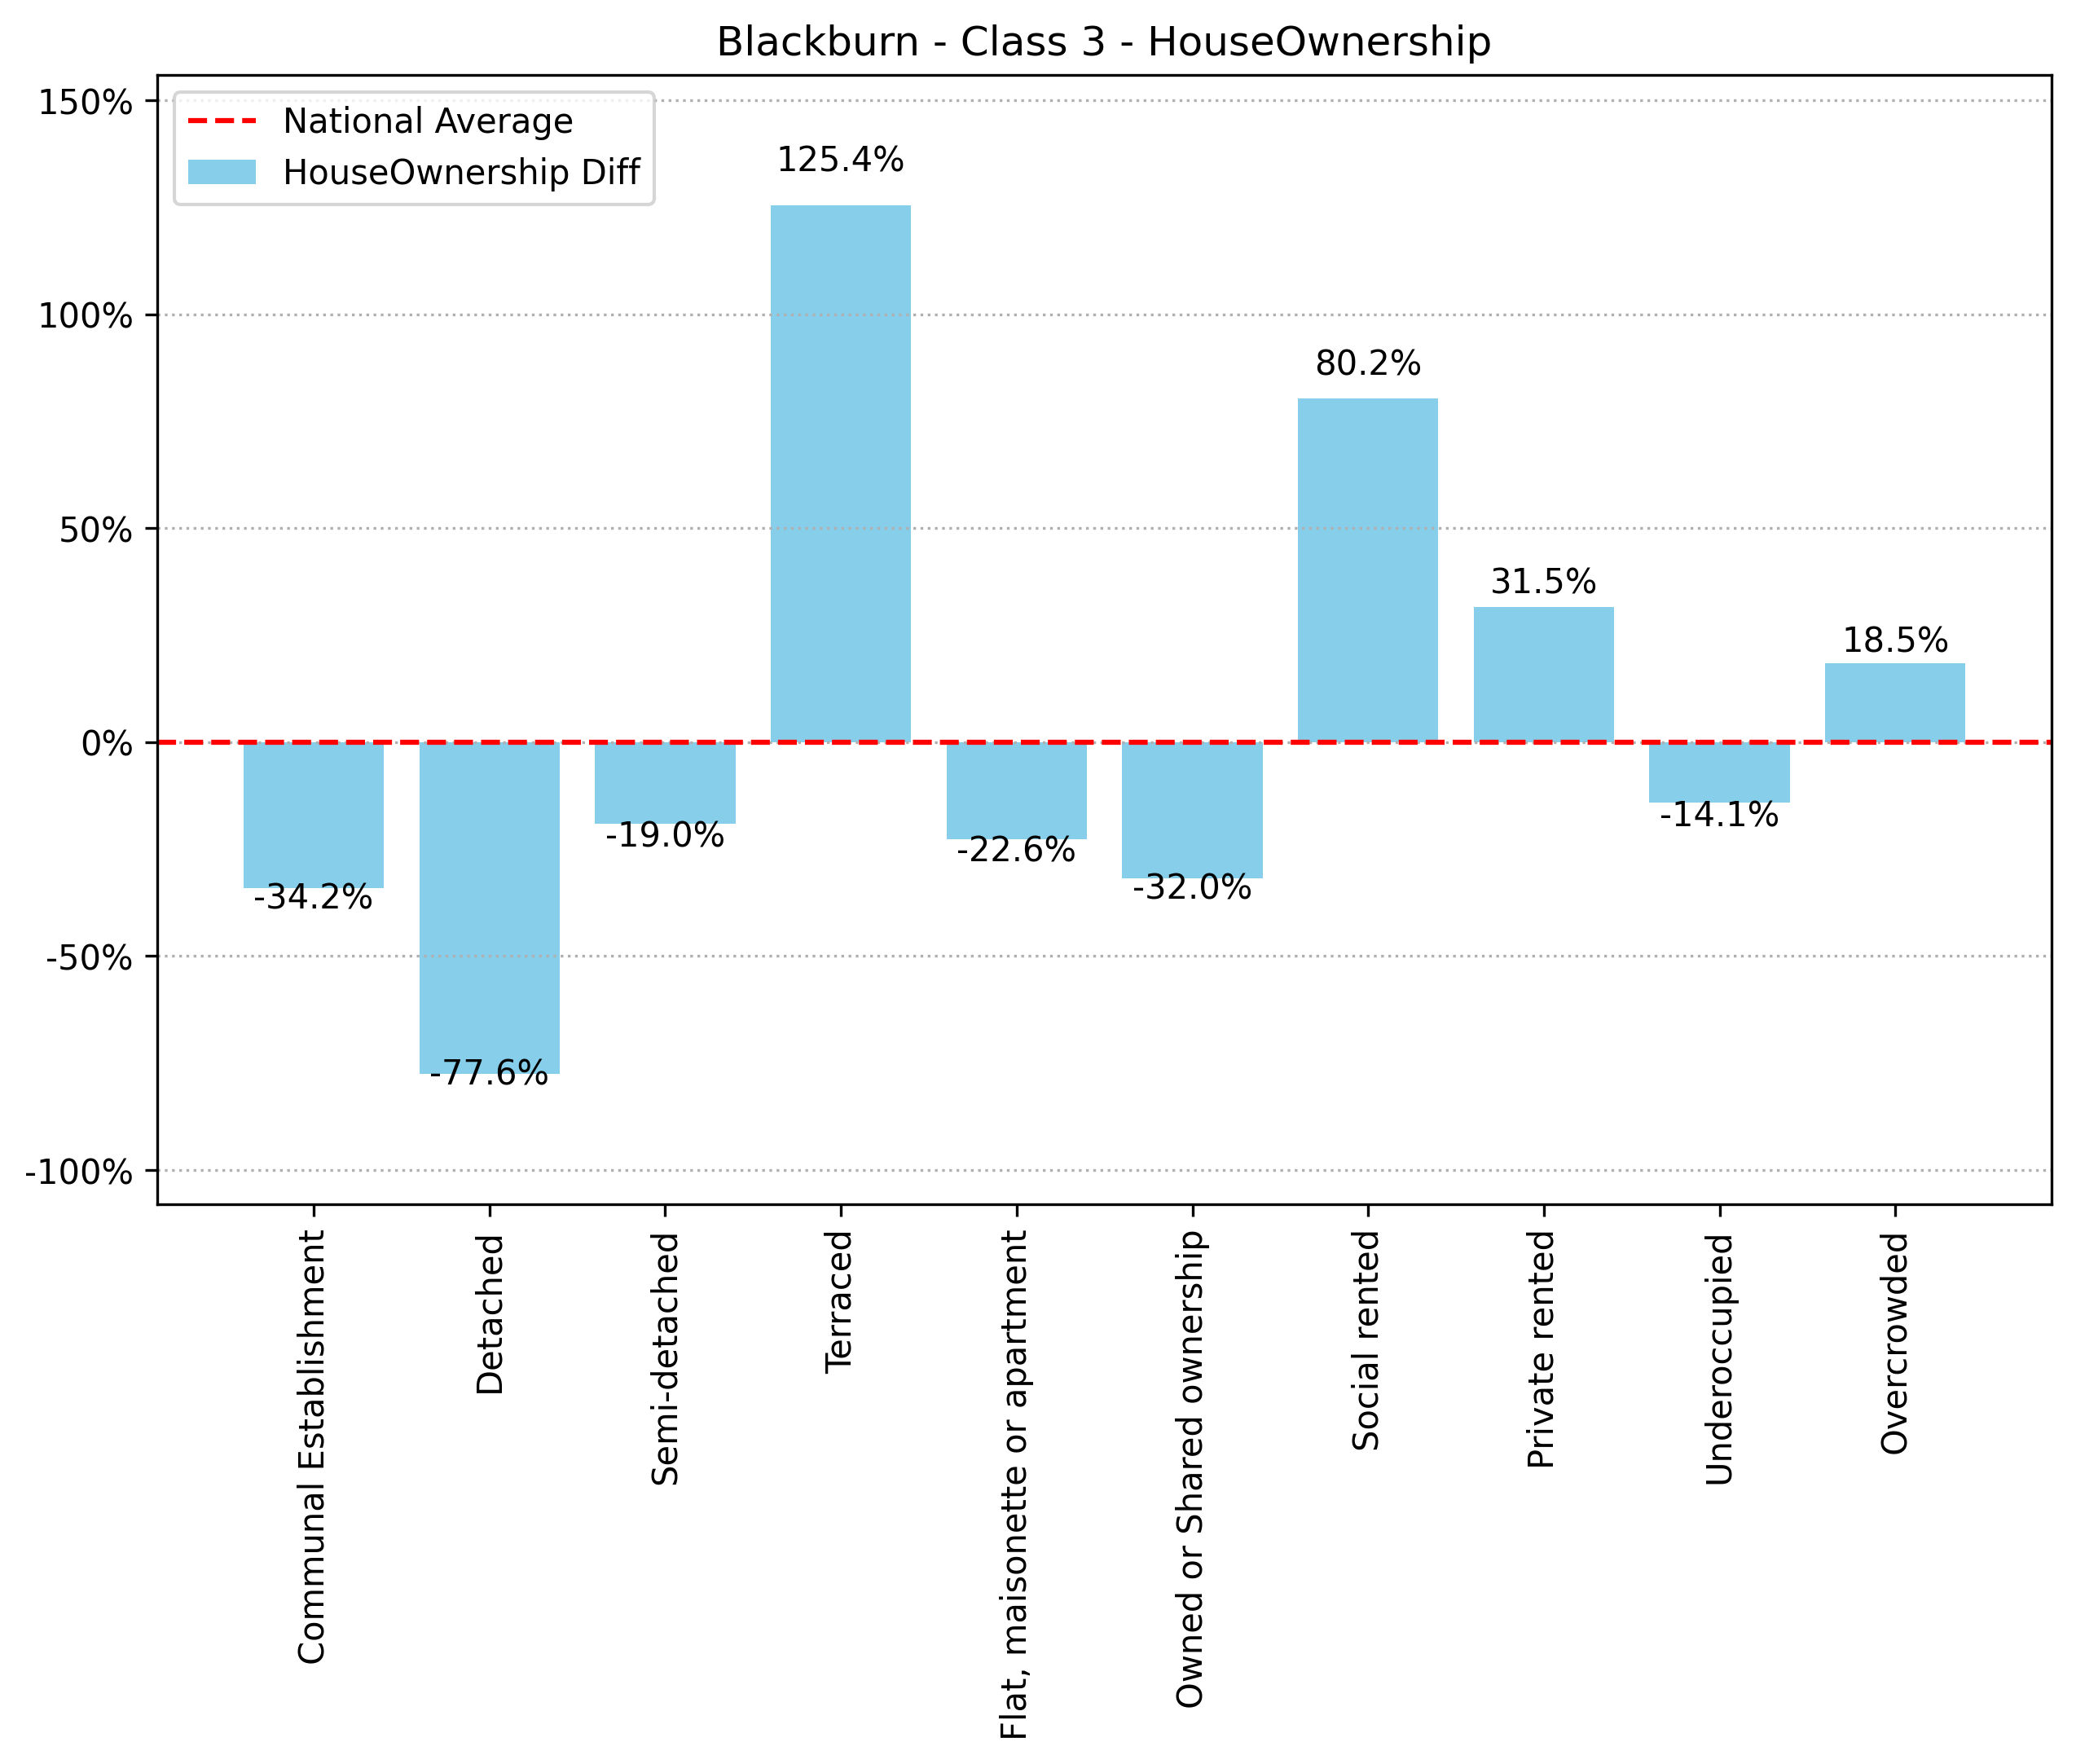 Blackburn - Class 3 - HouseOwnership
150%
100%
50%
0%
-50%
-100%
National Average
HouseOwnership Diff
-34.2%
-77.6%
-19.0%
125.4%
-22.6%
-32.0%
80.2%
31.5%
-14.1%
18.5%
Communal Establishment
Detached
Semi-detached
Terraced
Flat, maisonette or apartment
Owned or Shared ownership
Social rented
Private rented
Underoccupied
Overcrowded